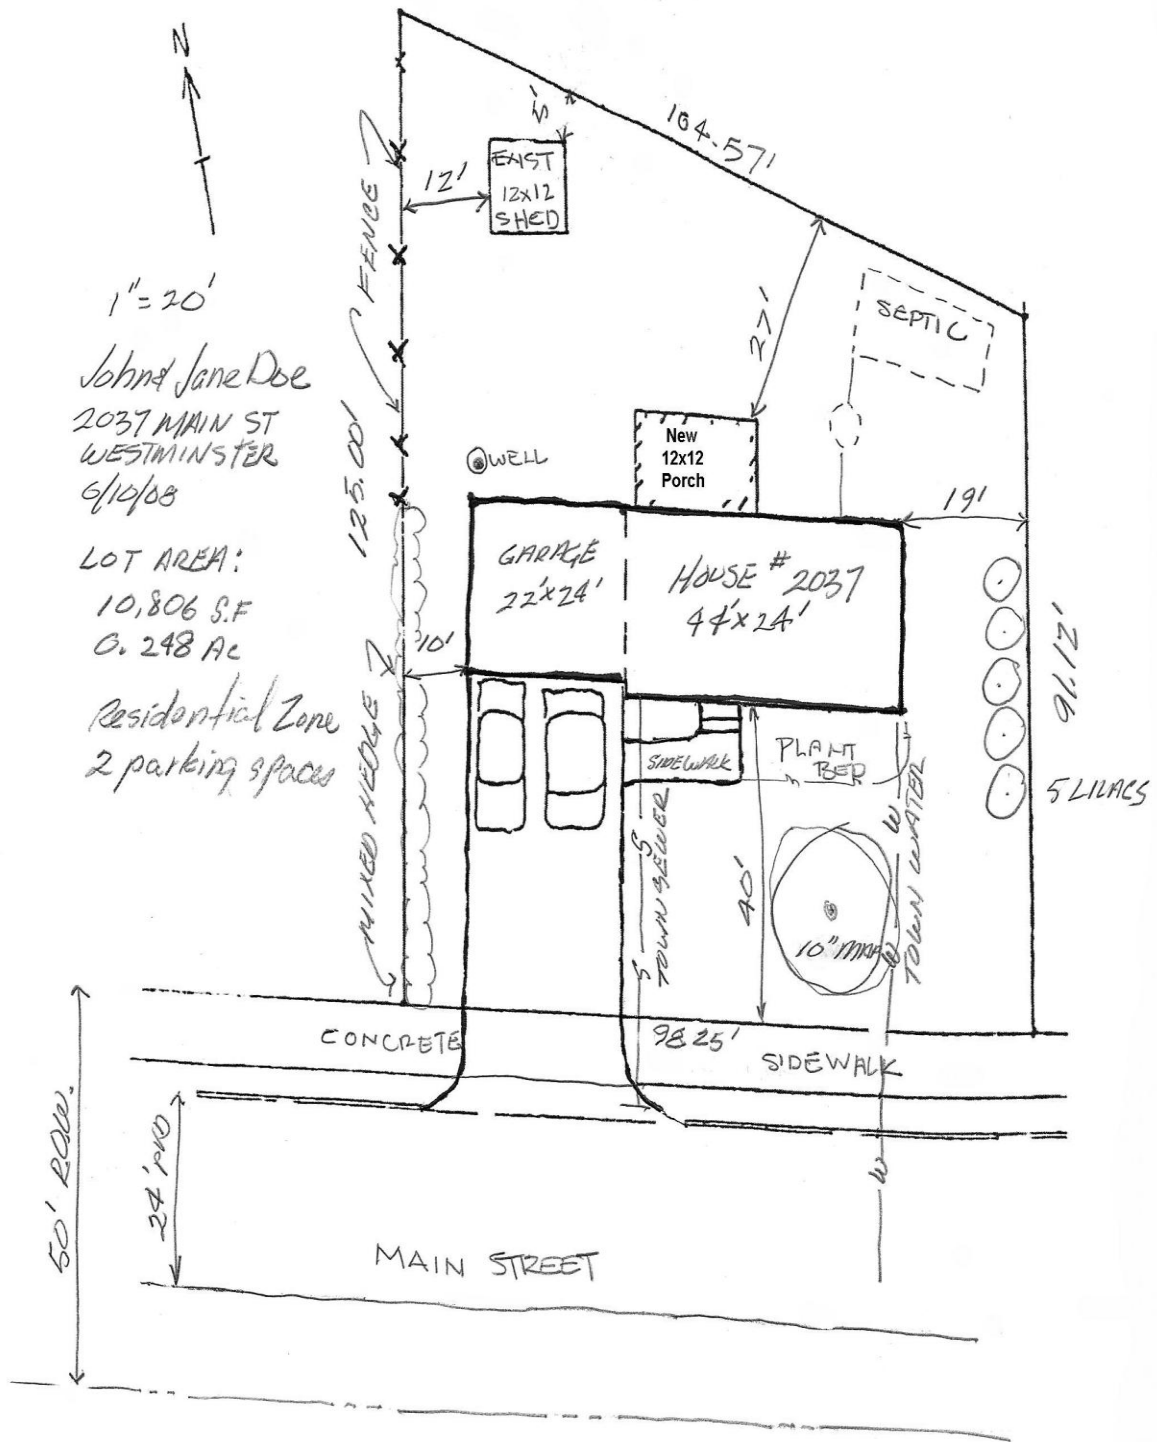 N
1"=20'
John & Jane Doe
2037 MAIN ST
WESTMINSTER
6/10/08
LOT AREA:
10,806 S.F
0.248 AC
Residential Zone
2 parking spaces
FENCE
125.00'
MIXED HEDGE
104.57'
5'
12'
EXIST
12x12
SHED
27'
SEPTIC
WELL
New
12x12
Porch
19'
GARAGE
22'x24'
HOUSE # 2037
44'x24'
10'
91.12'
5 LILACS
SIDEWALK
PLANT
BED
S
S
TOWN SEWER
40'
10" MAP
W
W
TOWN WATER
98.25'
CONCRETE
SIDEWALK
W
50' ROW.
24'
MAIN STREET